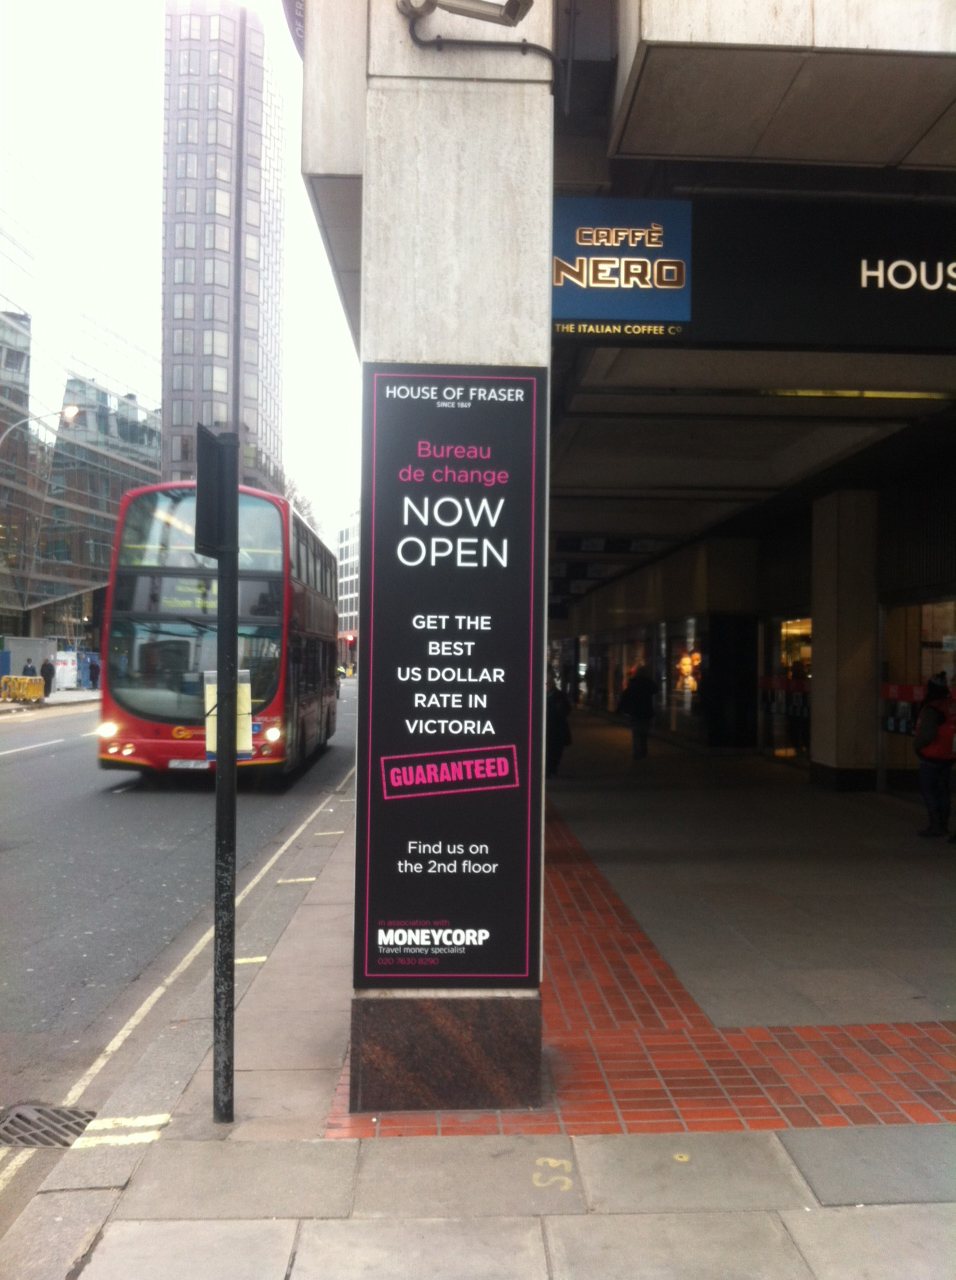 CAFFÈ
NERO
THE ITALIAN COFFEE Co
HOUS
HOUSE OF FRASER
SINCE 1849
Bureau
de change
NOW
OPEN
GET THE
BEST
US DOLLAR
RATE IN
VICTORIA
GUARANTEED
Find us on
the 2nd floor
in association with
MONEYCORP
Travel money specialist
020 7630 8290
S3